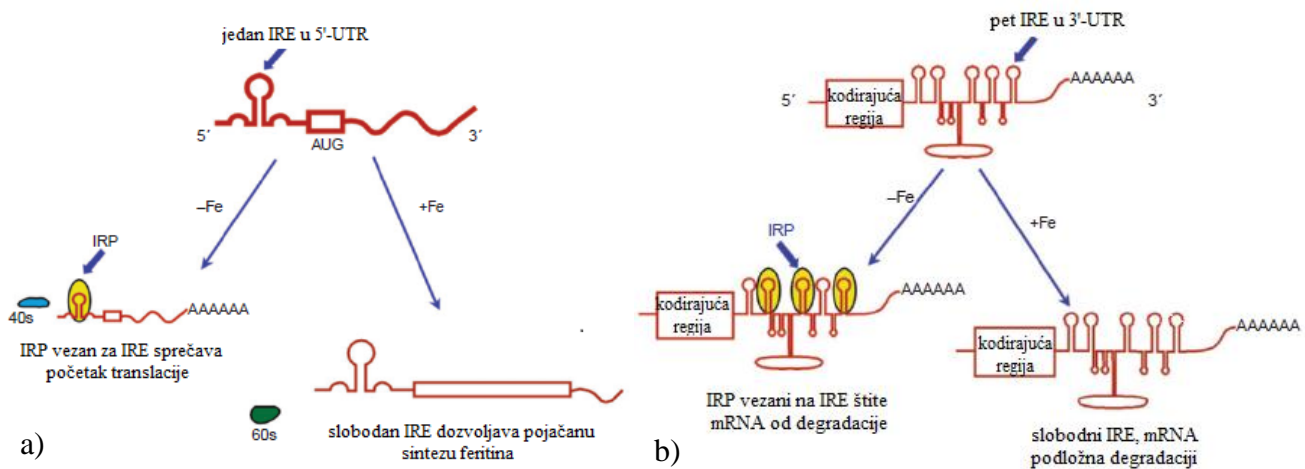 jedan IRE u 5'-UTR
5´
AUG
3´
–Fe
+Fe
IRP
40s
AAAAAA
IRP vezan za IRE sprečava
početak translacije
60s
slobodan IRE dozvoljava pojačanu
sintezu feritina
a)
pet IRE u 3'-UTR
5´
kodirajuća
regija
AAAAAA
3´
–Fe
+Fe
IRP
kodirajuća
regija
AAAAAA
IRP vezani na IRE štite
mRNA od degradacije
kodirajuća
regija
AAAAAA
slobodni IRE, mRNA
podložna degradaciji
b)